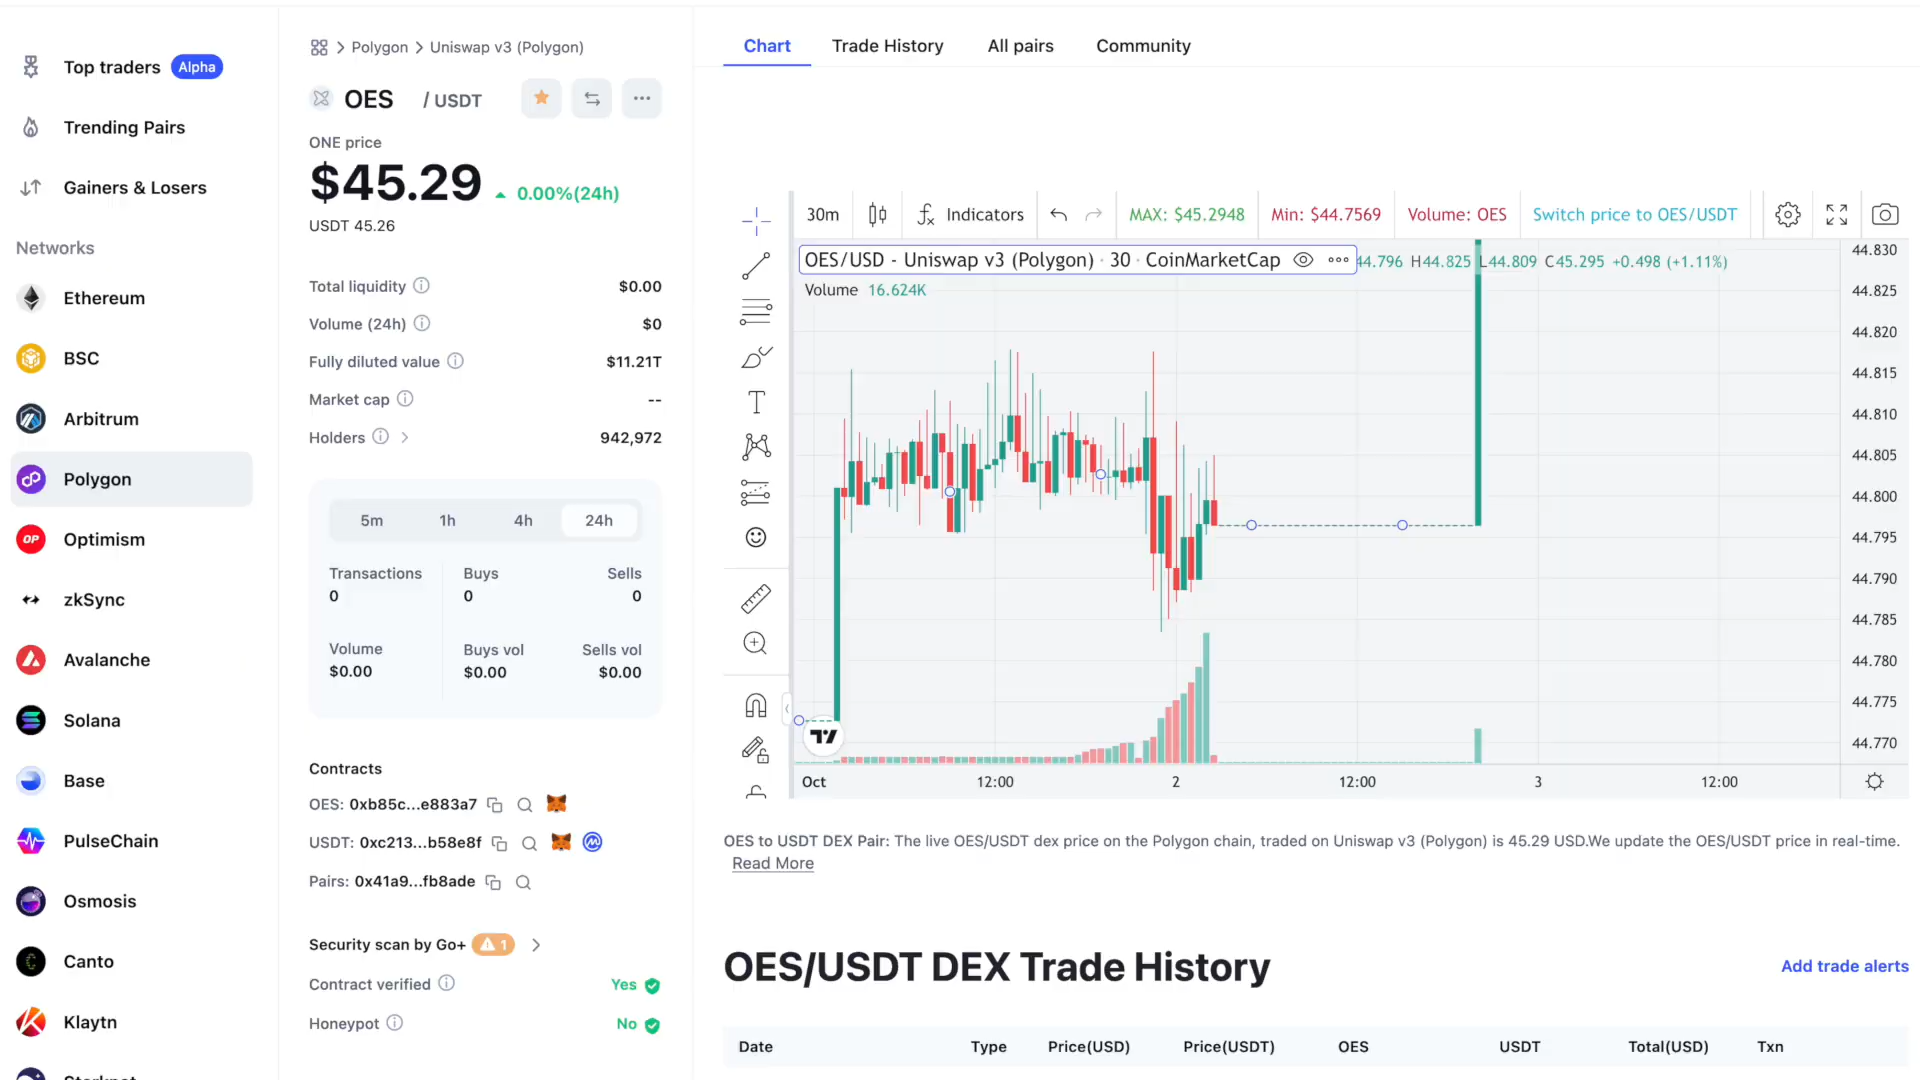 Top traders Alpha
Trending Pairs
Gainers & Losers
Networks
Ethereum
BSC
Arbitrum
Polygon
Optimism
zkSync
Avalanche
Solana
Base
PulseChain
Osmosis
Canto
Klaytn
Polygon > Uniswap v3 (Polygon)
OES / USDT
ONE price
$45.29 0.00%(24h)
USDT 45.26
Total liquidity $0.00
Volume (24h) $0
Fully diluted value $11.21T
Market cap --
Holders 942,972
5m 1h 4h 24h
Transactions Buys Sells
0 0 0
Volume Buys vol Sells vol
$0.00 $0.00 $0.00
Contracts
OES: 0xb85c...e883a7
USDT: 0xc213...b58e8f
Pairs: 0x41a9...fb8ade
Security scan by Go+ 1
Contract verified Yes
Honeypot No
Chart Trade History All pairs Community
30m Indicators MAX: $45.2948 Min: $44.7569 Volume: OES Switch price to OES/USDT
OES/USD - Uniswap v3 (Polygon) · 30 · CoinMarketCap 44.796 H44.825 L44.809 C45.295 +0.498 (+1.11%)
Volume 16.624K
44.830
44.825
44.820
44.815
44.810
44.805
44.800
44.795
44.790
44.785
44.780
44.775
44.770
Oct 12:00 2 12:00 3 12:00
OES to USDT DEX Pair: The live OES/USDT dex price on the Polygon chain, traded on Uniswap v3 (Polygon) is 45.29 USD.We update the OES/USDT price in real-time.
Read More
OES/USDT DEX Trade History
Add trade alerts
Date Type Price(USD) Price(USDT) OES USDT Total(USD) Txn